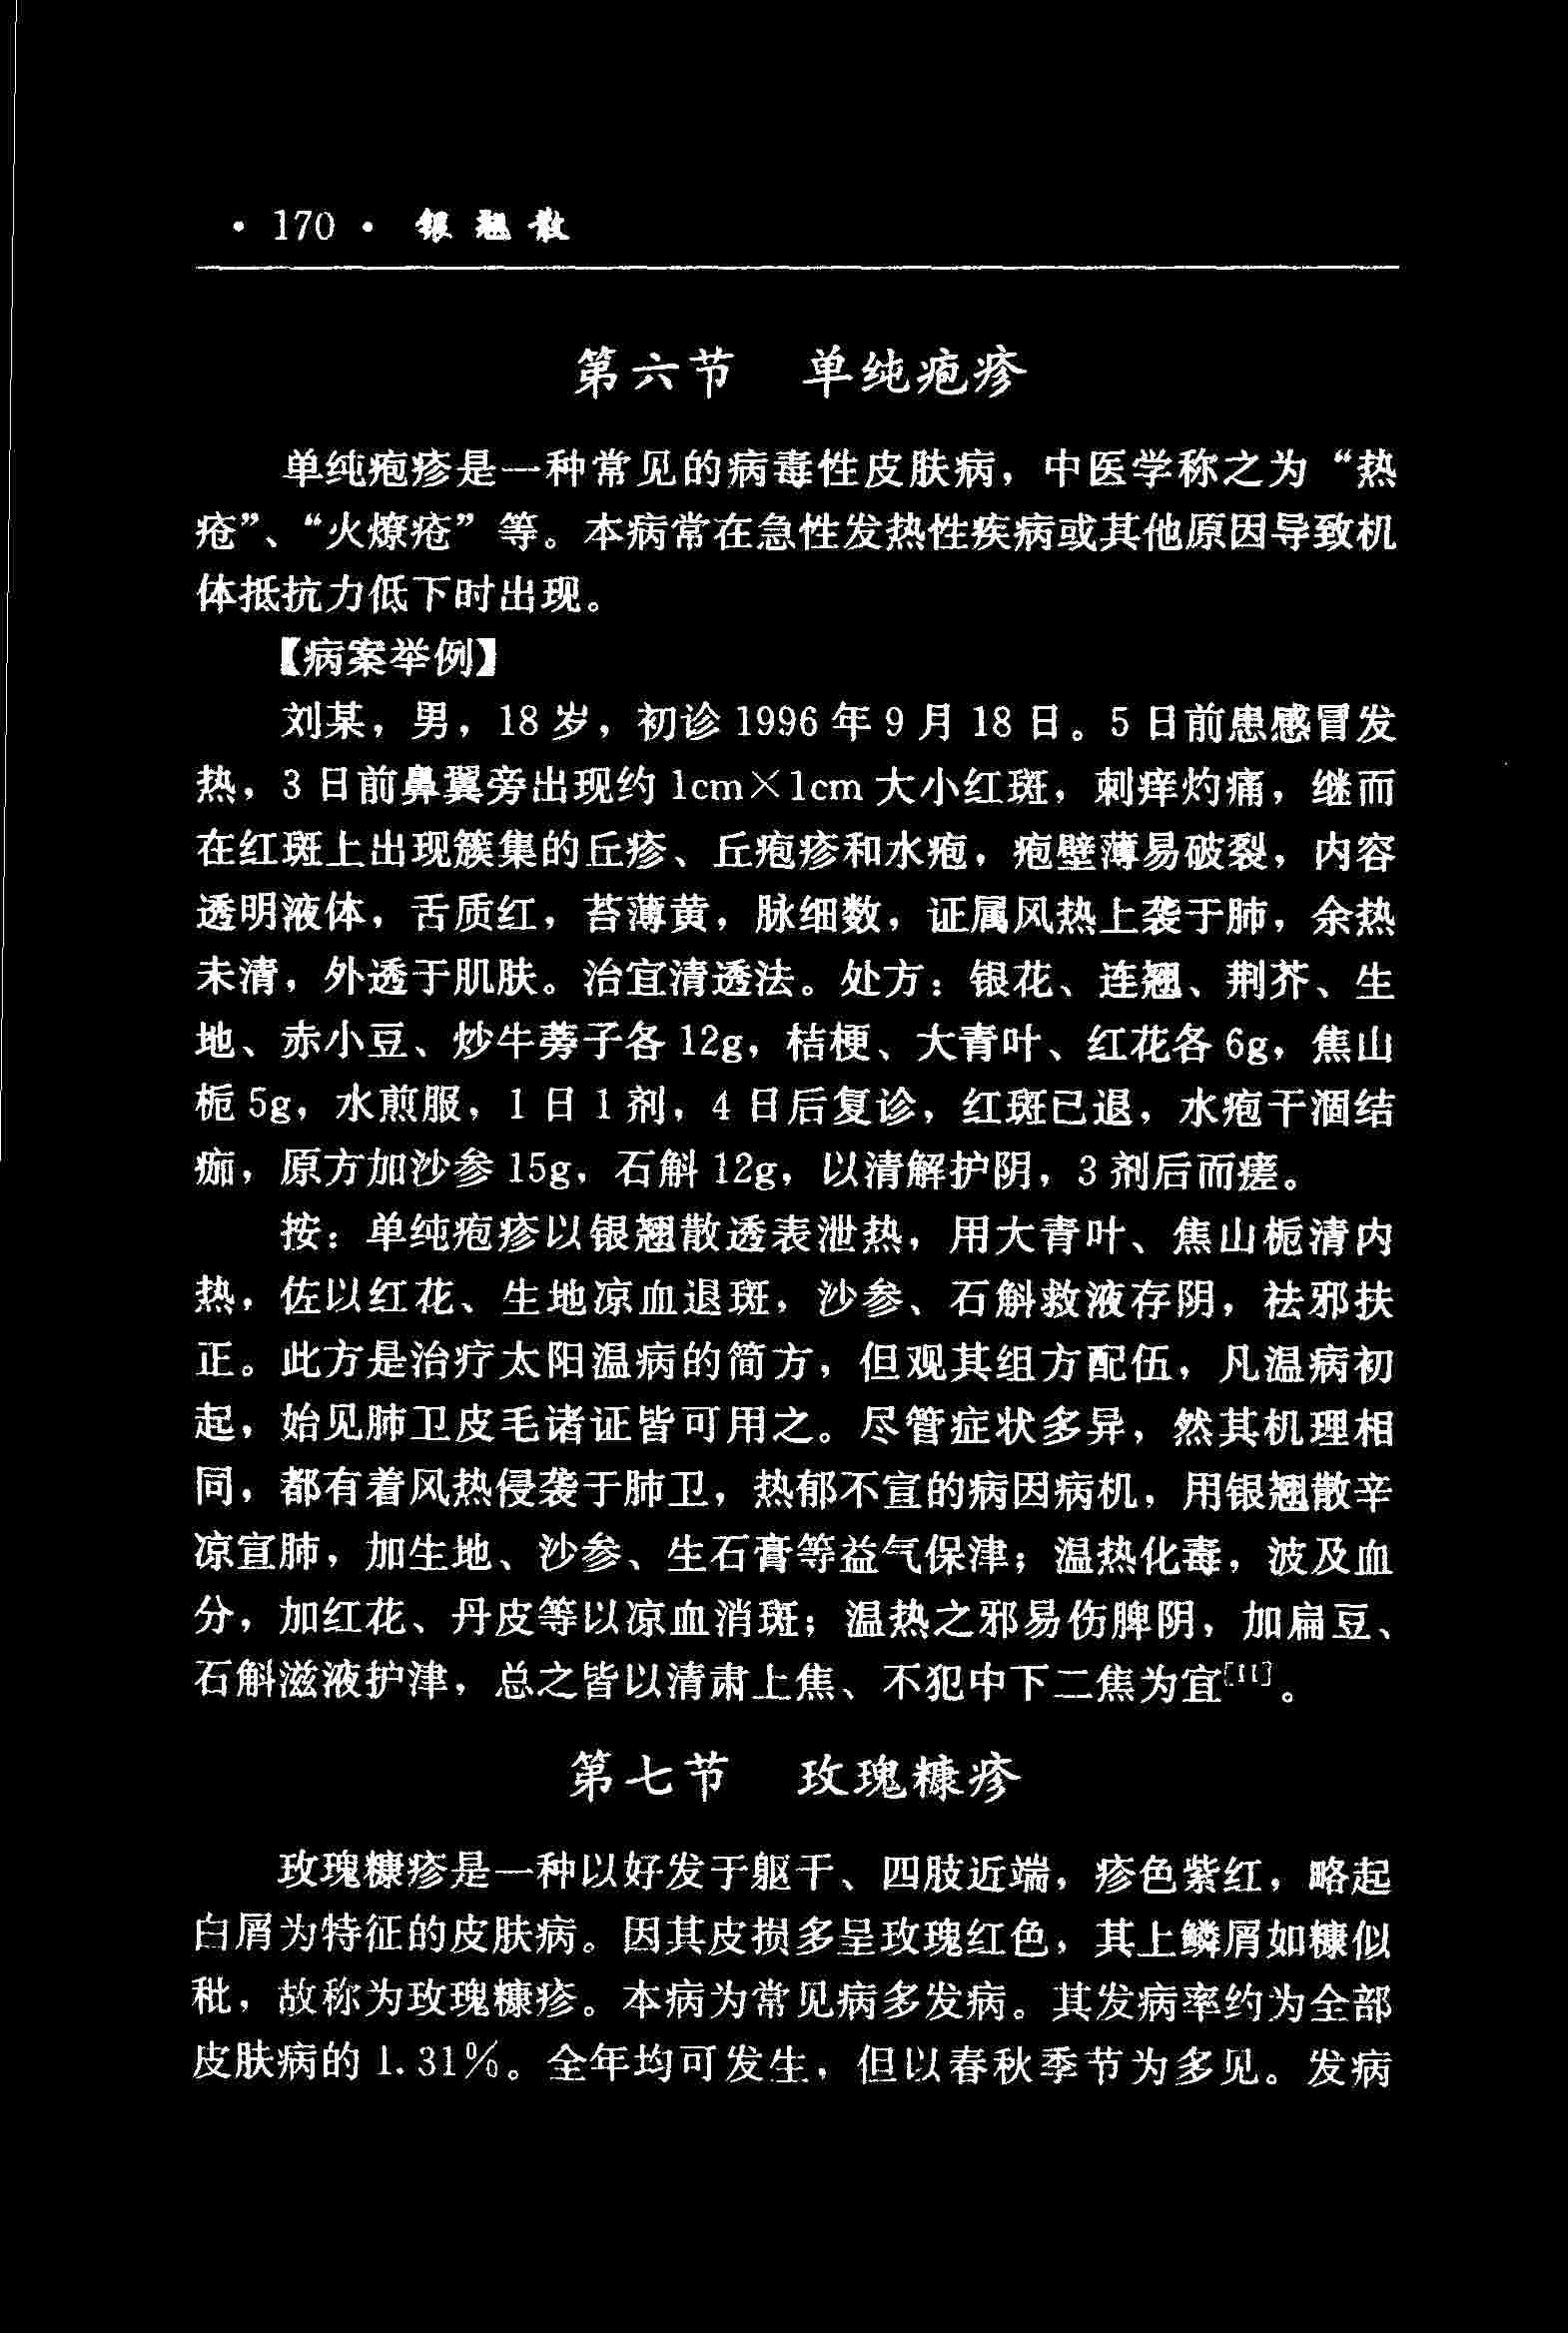 · 170 · 银翘散
第六节 单纯疱疹
单纯疱疹是一种常见的病毒性皮肤病，中医学称之为“热
疮”、“火燎疮”等。本病常在急性发热性疾病或其他原因导致机
体抵抗力低下时出现。
【病案举例】
刘某，男，18岁，初诊1996年9月18日。5日前患感冒发
热，3日前鼻翼旁出现约1cm×1cm大小红斑，刺痒灼痛，继而
在红斑上出现簇集的丘疹、丘疱疹和水疱，疱壁薄易破裂，内容
透明液体，舌质红，苔薄黄，脉细数，证属风热上袭于肺，余热
未清，外透于肌肤。治宜清透法。处方：银花、连翘、荆芥、生
地、赤小豆、炒牛蒡子各12g，桔梗、大青叶、红花各6g，焦山
栀5g，水煎服，1日1剂，4日后复诊，红斑已退，水疱干涸结
痂，原方加沙参15g，石斛12g，以清解护阴，3剂后而瘥。
按：单纯疱疹以银翘散透表泄热，用大青叶、焦山栀清内
热，佐以红花、生地凉血退斑，沙参、石斛救液存阴，祛邪扶
正。此方是治疗太阳温病的简方，但观其组方配伍，凡温病初
起，始见肺卫皮毛诸证皆可用之。尽管症状多异，然其机理相
同，都有着风热侵袭于肺卫，热郁不宣的病因病机，用银翘散辛
凉宣肺，加生地、沙参、生石膏等益气保津；温热化毒，波及血
分，加红花、丹皮等以凉血消斑；温热之邪易伤脾阴，加扁豆、
石斛滋液护津，总之皆以清肃上焦、不犯中下二焦为宜[11]。
第七节 玫瑰糠疹
玫瑰糠疹是一种以好发于躯干、四肢近端，疹色紫红，略起
白屑为特征的皮肤病。因其皮损多呈玫瑰红色，其上鳞屑如糠似
秕，故称为玫瑰糠疹。本病为常见病多发病。其发病率约为全部
皮肤病的1.31%。全年均可发生，但以春秋季节为多见。发病